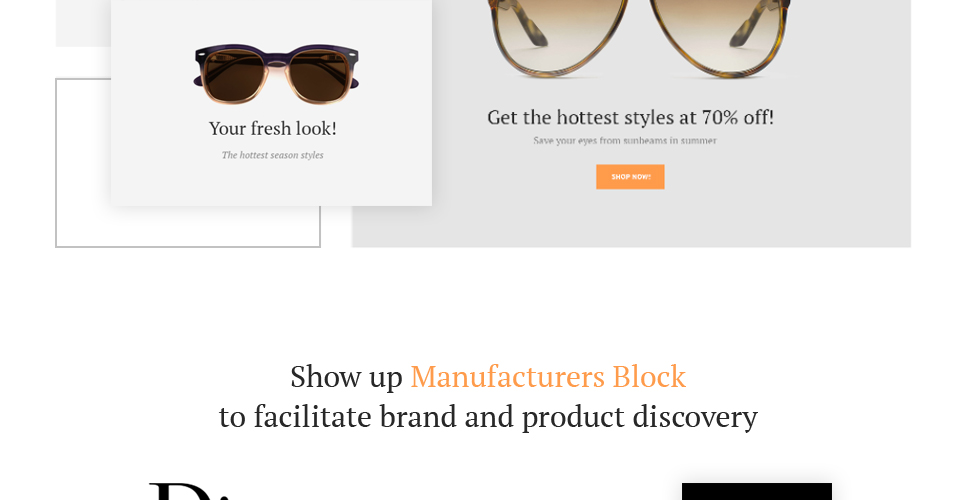 Your fresh look!
The hottest season styles
Get the hottest styles at 70% off!
Save your eyes from sunbeams in summer
SHOP NOW!
Show up Manufacturers Block
to facilitate brand and product discovery